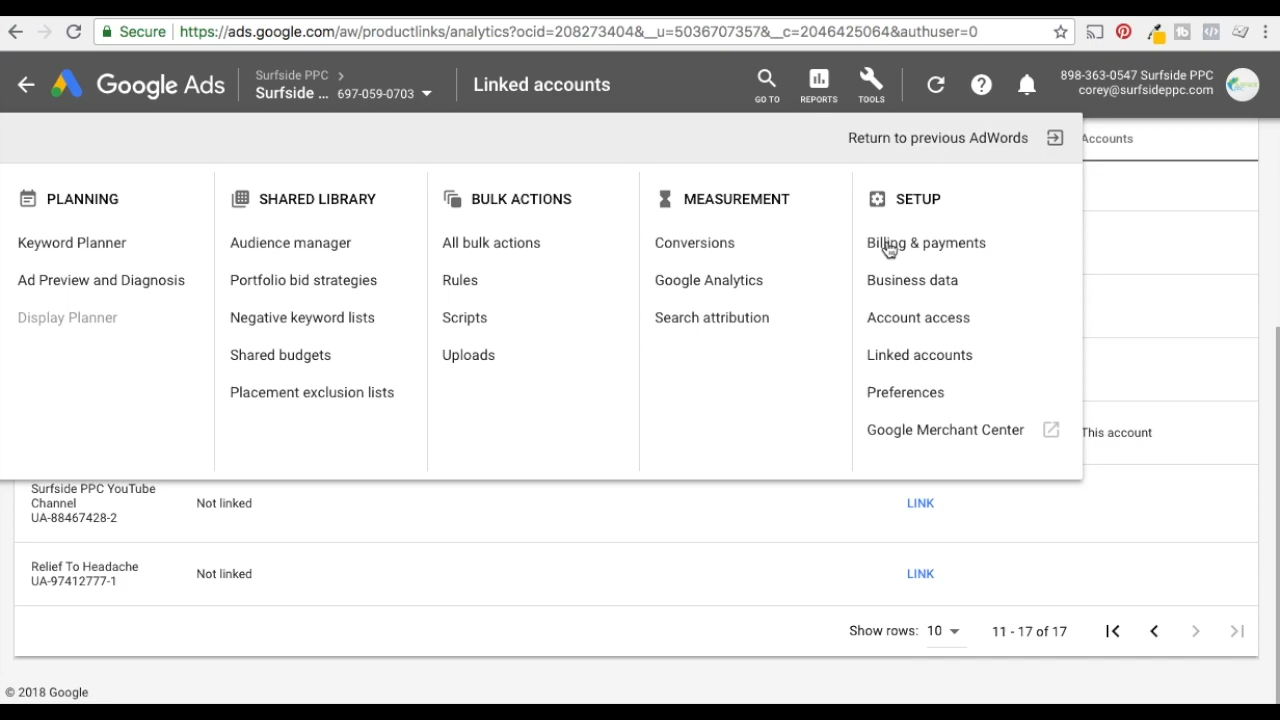 Secure
https://ads.google.com/aw/productlinks/analytics?ocid=208273404&__u=5036707357&__c=2046425064&authuser=0
Google Ads
Surfside PPC
Surfside ... 697-059-0703
Linked accounts
GO TO
REPORTS
TOOLS
898-363-0547 Surfside PPC
corey@surfsideppc.com
Return to previous AdWords
Accounts
PLANNING
Keyword Planner
Ad Preview and Diagnosis
Display Planner
SHARED LIBRARY
Audience manager
Portfolio bid strategies
Negative keyword lists
Shared budgets
Placement exclusion lists
BULK ACTIONS
All bulk actions
Rules
Scripts
Uploads
MEASUREMENT
Conversions
Google Analytics
Search attribution
SETUP
Billing & payments
Business data
Account access
Linked accounts
Preferences
Google Merchant Center
This account
Surfside PPC YouTube
Channel
UA-88467428-2
Not linked
LINK
Relief To Headache
UA-97412777-1
Not linked
LINK
Show rows: 10
11 - 17 of 17
© 2018 Google